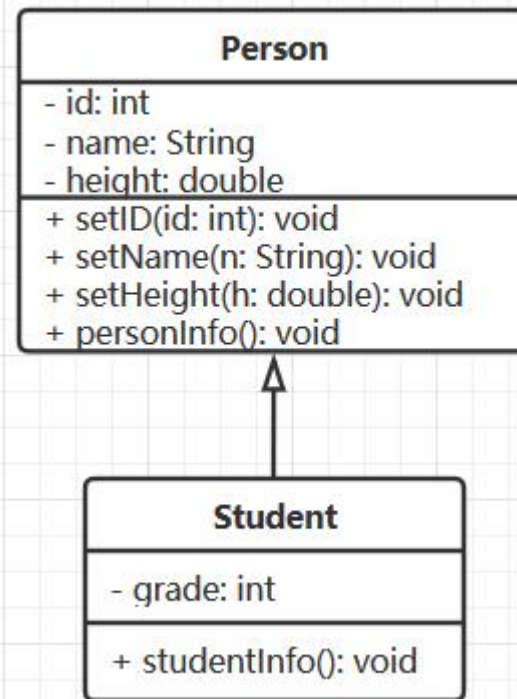 Person
- id: int
- name: String
- height: double
+ setID(id: int): void
+ setName(n: String): void
+ setHeight(h: double): void
+ personInfo(): void
Student
- grade: int
+ studentInfo(): void